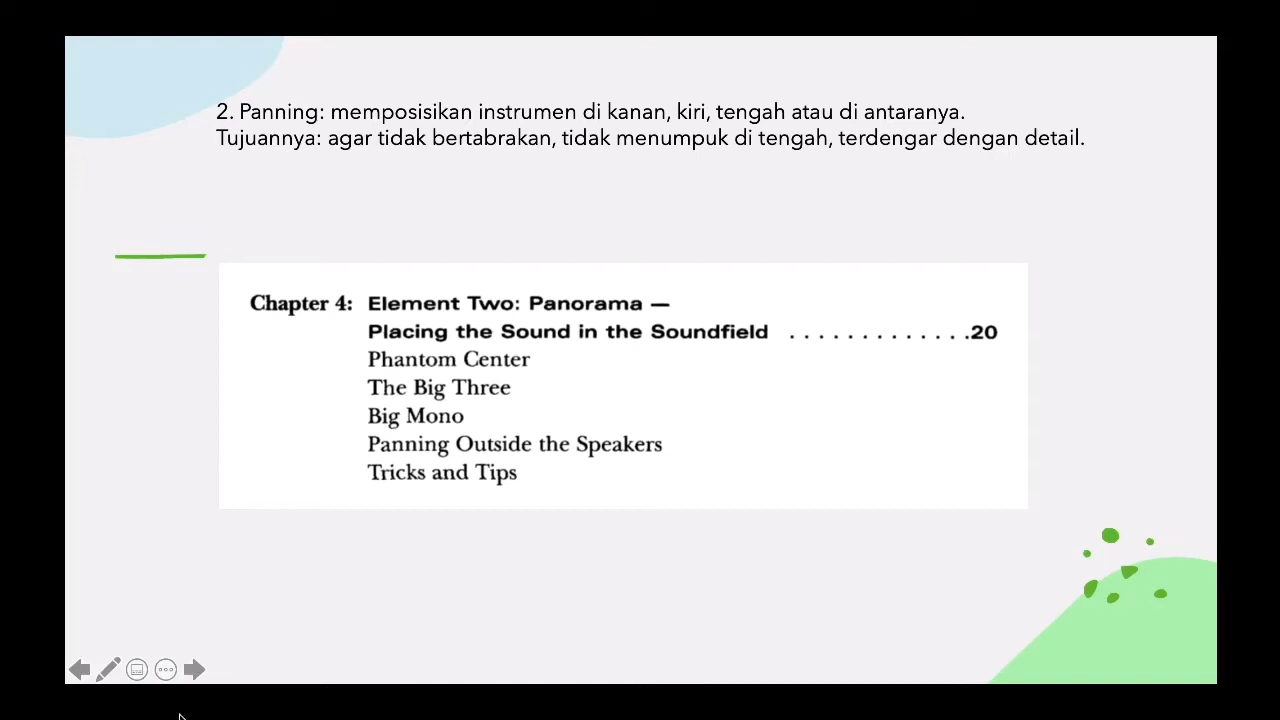 2. Panning: memposisikan instrumen di kanan, kiri, tengah atau di antaranya.
Tujuannya: agar tidak bertabrakan, tidak menumpuk di tengah, terdengar dengan detail.
Chapter 4: Element Two: Panorama —
Placing the Sound in the Soundfield . . . . . . . . . . . . .20
Phantom Center
The Big Three
Big Mono
Panning Outside the Speakers
Tricks and Tips